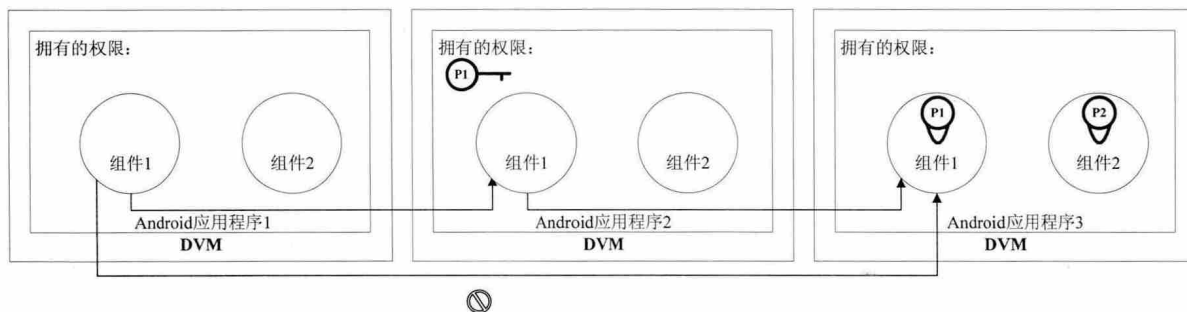 拥有的权限：
组件1
组件2
Android应用程序1
DVM
拥有的权限：
P1
组件1
组件2
Android应用程序2
DVM
拥有的权限：
P1
组件1
P2
组件2
Android应用程序3
DVM